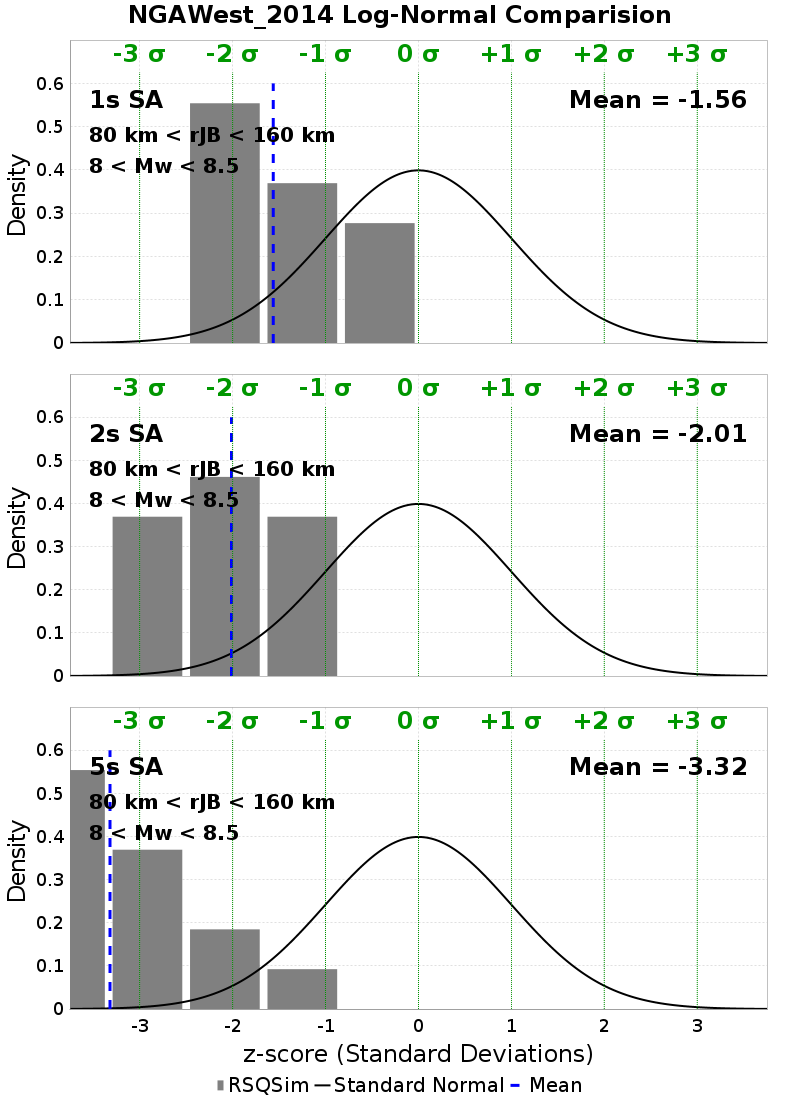 NGAWest_2014 Log-Normal Comparision
-3 σ -2 σ -1 σ 0 σ +1 σ +2 σ +3 σ
1s SA Mean = -1.56
80 km < rJB < 160 km
8 < Mw < 8.5
Density
0.6
0.5
0.4
0.3
0.2
0.1
0
-3 σ -2 σ -1 σ 0 σ +1 σ +2 σ +3 σ
2s SA Mean = -2.01
80 km < rJB < 160 km
8 < Mw < 8.5
Density
0.6
0.5
0.4
0.3
0.2
0.1
0
-3 σ -2 σ -1 σ 0 σ +1 σ +2 σ +3 σ
5s SA Mean = -3.32
80 km < rJB < 160 km
8 < Mw < 8.5
Density
0.6
0.5
0.4
0.3
0.2
0.1
0
-3 -2 -1 0 1 2 3
z-score (Standard Deviations)
RSQSim Standard Normal Mean